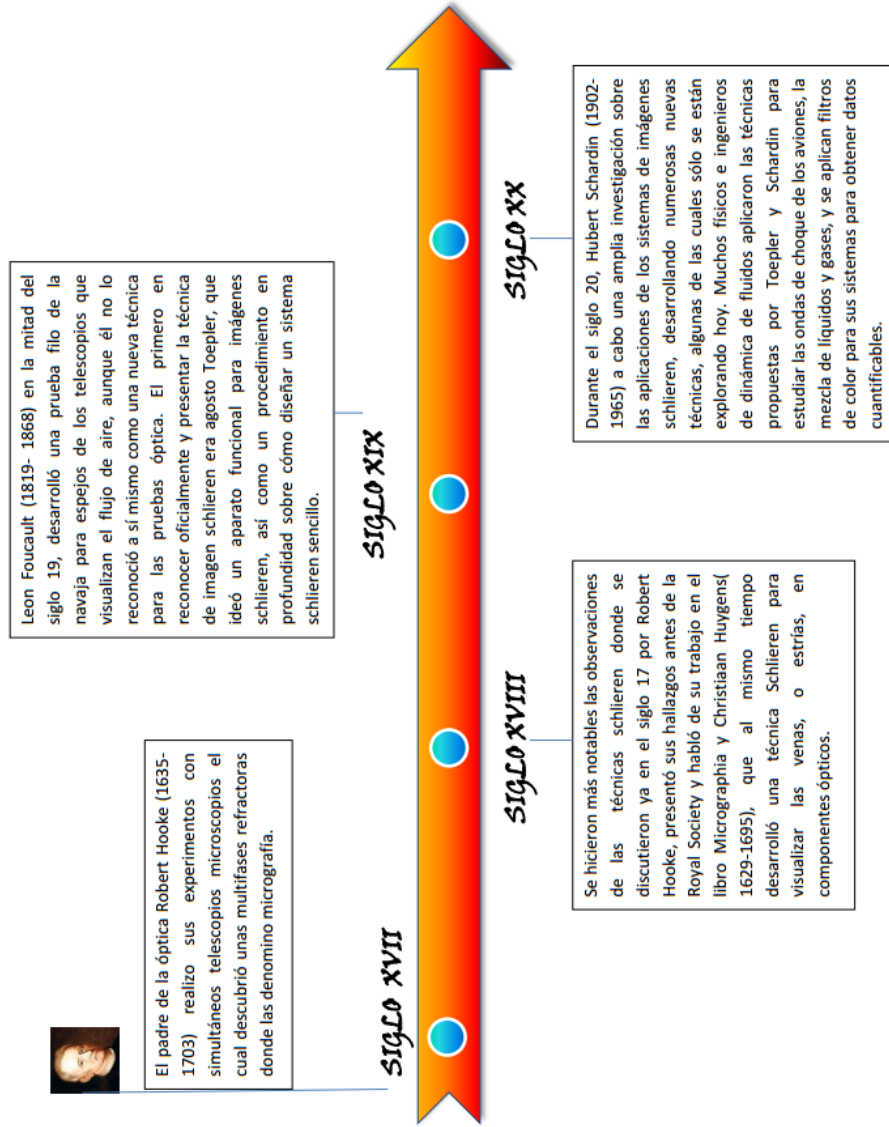 El padre de la óptica Robert Hooke (1635-
1703) realizo sus experimentos con
simultáneos telescopios microscopios el
cual descubrió unas multifases refractoras
donde las denomino micrografía.
SIGLO XVII
SIGLO XVIII
Se hicieron más notables las observaciones
de las técnicas schlieren donde se
discutieron ya en el siglo 17 por Robert
Hooke, presentó sus hallazgos antes de la
Royal Society y habló de su trabajo en el
libro Micrographia y Christiaan Huygens(
1629-1695), que al mismo tiempo
desarrolló una técnica Schlieren para
visualizar las venas, o estrías, en
componentes ópticos.
Leon Foucault (1819- 1868) en la mitad del
siglo 19, desarrolló una prueba filo de la
navaja para espejos de los telescopios que
visualizan el flujo de aire, aunque él no lo
reconoció a sí mismo como una nueva técnica
para las pruebas óptica. El primero en
reconocer oficialmente y presentar la técnica
de imagen schlieren era agosto Toepler, que
ideó un aparato funcional para imágenes
schlieren, así como un procedimiento en
profundidad sobre cómo diseñar un sistema
schlieren sencillo.
SIGLO XIX
SIGLO XX
Durante el siglo 20, Hubert Schardin (1902-
1965) a cabo una amplia investigación sobre
las aplicaciones de los sistemas de imágenes
schlieren, desarrollando numerosas nuevas
técnicas, algunas de las cuales sólo se están
explorando hoy. Muchos físicos e ingenieros
de dinámica de fluidos aplicaron las técnicas
propuestas por Toepler y Schardin para
estudiar las ondas de choque de los aviones, la
mezcla de líquidos y gases, y se aplican filtros
de color para sus sistemas para obtener datos
cuantificables.